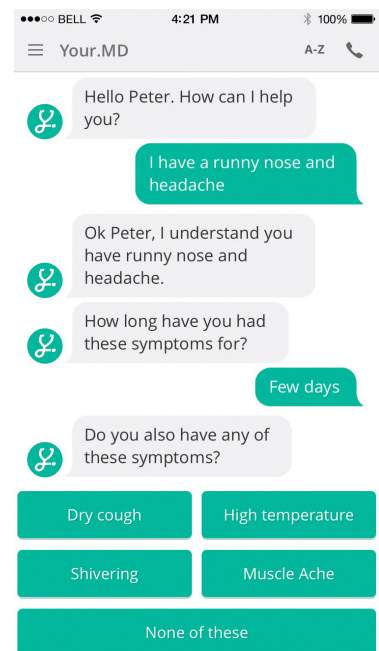 BELL 4:21 PM 100%
Your.MD A-Z
Hello Peter. How can I help
you?
I have a runny nose and
headache
Ok Peter, I understand you
have runny nose and
headache.
How long have you had
these symptoms for?
Few days
Do you also have any of
these symptoms?
Dry cough High temperature
Shivering Muscle Ache
None of these